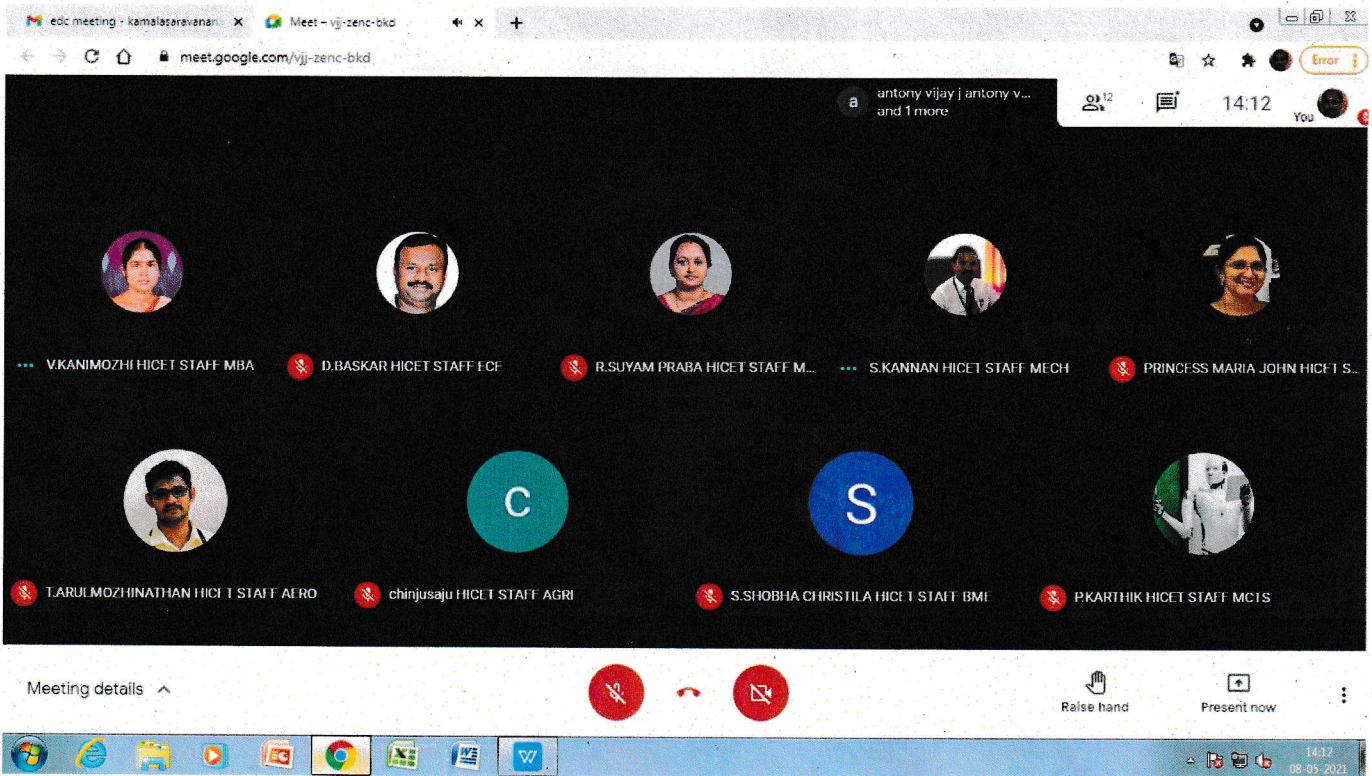 edc meeting - kamalasaravanan
Meet – vjj-zenc-bkd
meet.google.com/vjj-zenc-bkd
Error
a
antony vijay j antony v...
and 1 more
12
14:12
You
V.KANIMOZHI HICET STAFF MBA
D.BASKAR HICET STAFF ECE
R.SUYAM PRABA HICET STAFF M...
S.KANNAN HICET STAFF MECH
PRINCESS MARIA JOHN HICET S...
C
S
T.ARULMOZHINATHAN HICET STAFF AERO
chinjusaju HICET STAFF AGRI
S.SHOBHA CHRISTILA HICET STAFF BME
P.KARTHIK HICET STAFF MCTS
Meeting details
Raise hand
Present now
14:12
08-05-2021